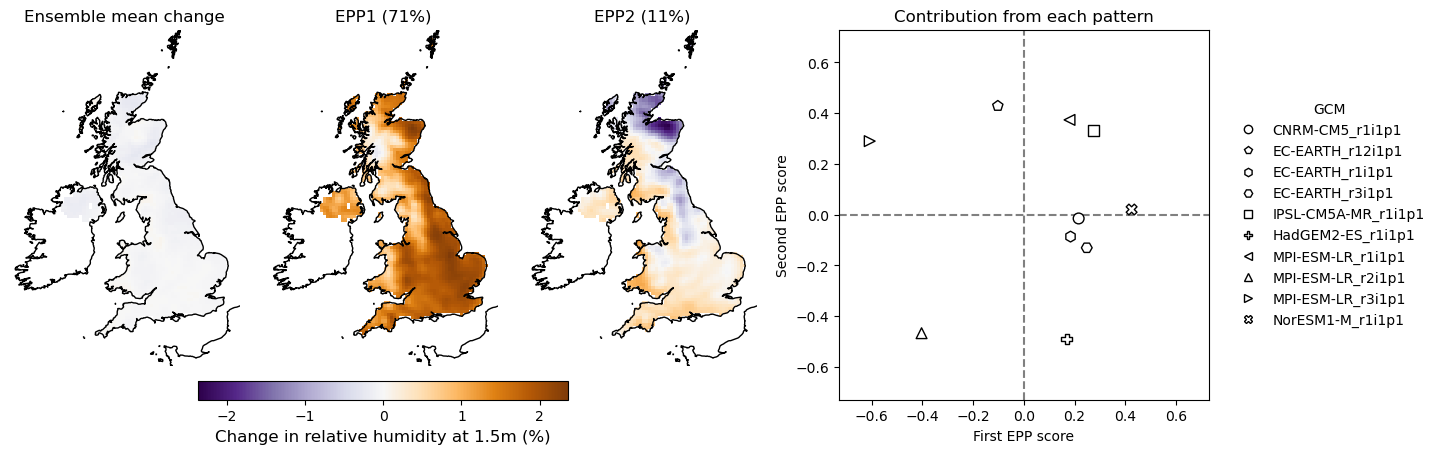 Ensemble mean change
EPP1 (71%)
EPP2 (11%)
−2 −1 0 1 2
Change in relative humidity at 1.5m (%)
Contribution from each pattern
Second EPP score
0.6
0.4
0.2
0.0
−0.2
−0.4
−0.6
−0.6 −0.4 −0.2 0.0 0.2 0.4 0.6
First EPP score
GCM
CNRM-CM5_r1i1p1
EC-EARTH_r12i1p1
EC-EARTH_r1i1p1
EC-EARTH_r3i1p1
IPSL-CM5A-MR_r1i1p1
HadGEM2-ES_r1i1p1
MPI-ESM-LR_r1i1p1
MPI-ESM-LR_r2i1p1
MPI-ESM-LR_r3i1p1
NorESM1-M_r1i1p1